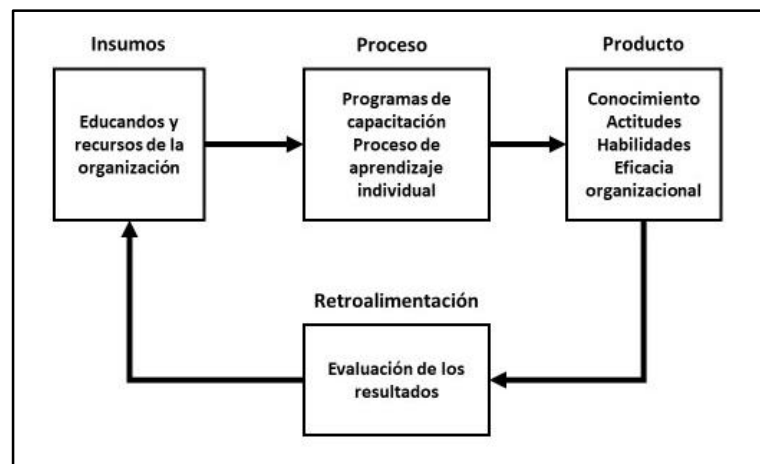 Insumos
Educandos y
recursos de la
organización
Proceso
Programas de
capacitación
Proceso de
aprendizaje
individual
Producto
Conocimiento
Actitudes
Habilidades
Eficacia
organizacional
Retroalimentación
Evaluación de los
resultados